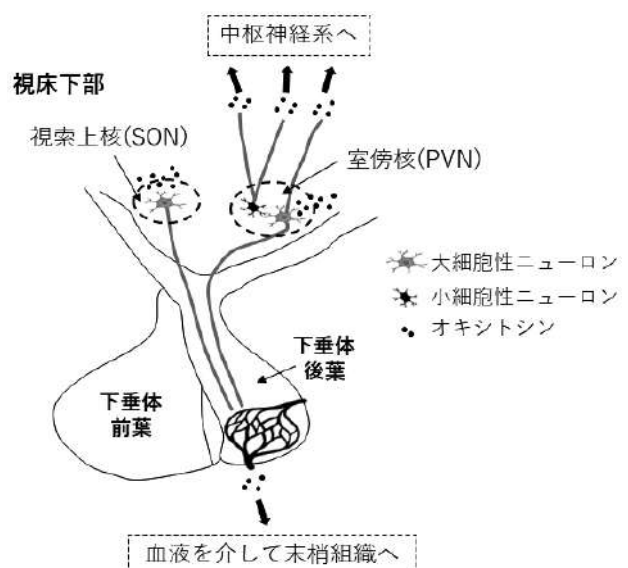 中枢神経系へ
視床下部
視索上核(SON)
室傍核(PVN)
大細胞性ニューロン
小細胞性ニューロン
オキシトシン
下垂体
後葉
下垂体
前葉
血液を介して末梢組織へ